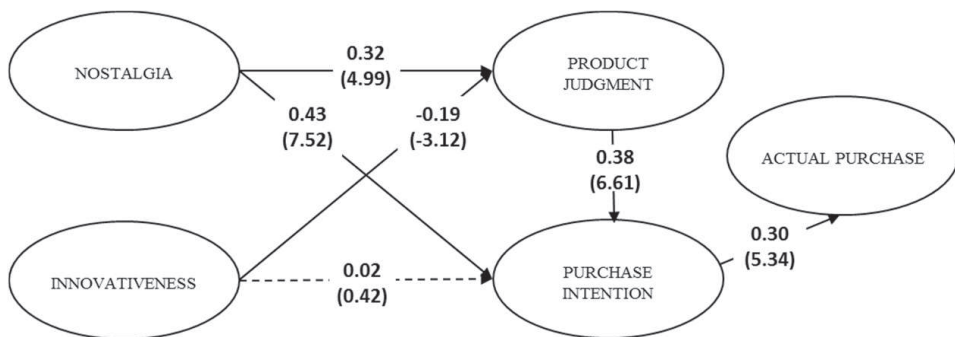 NOSTALGIA
0.32
(4.99)
PRODUCT
JUDGMENT
0.43
(7.52)
-0.19
(-3.12)
0.38
(6.61)
ACTUAL PURCHASE
INNOVATIVENESS
0.02
(0.42)
PURCHASE
INTENTION
0.30
(5.34)